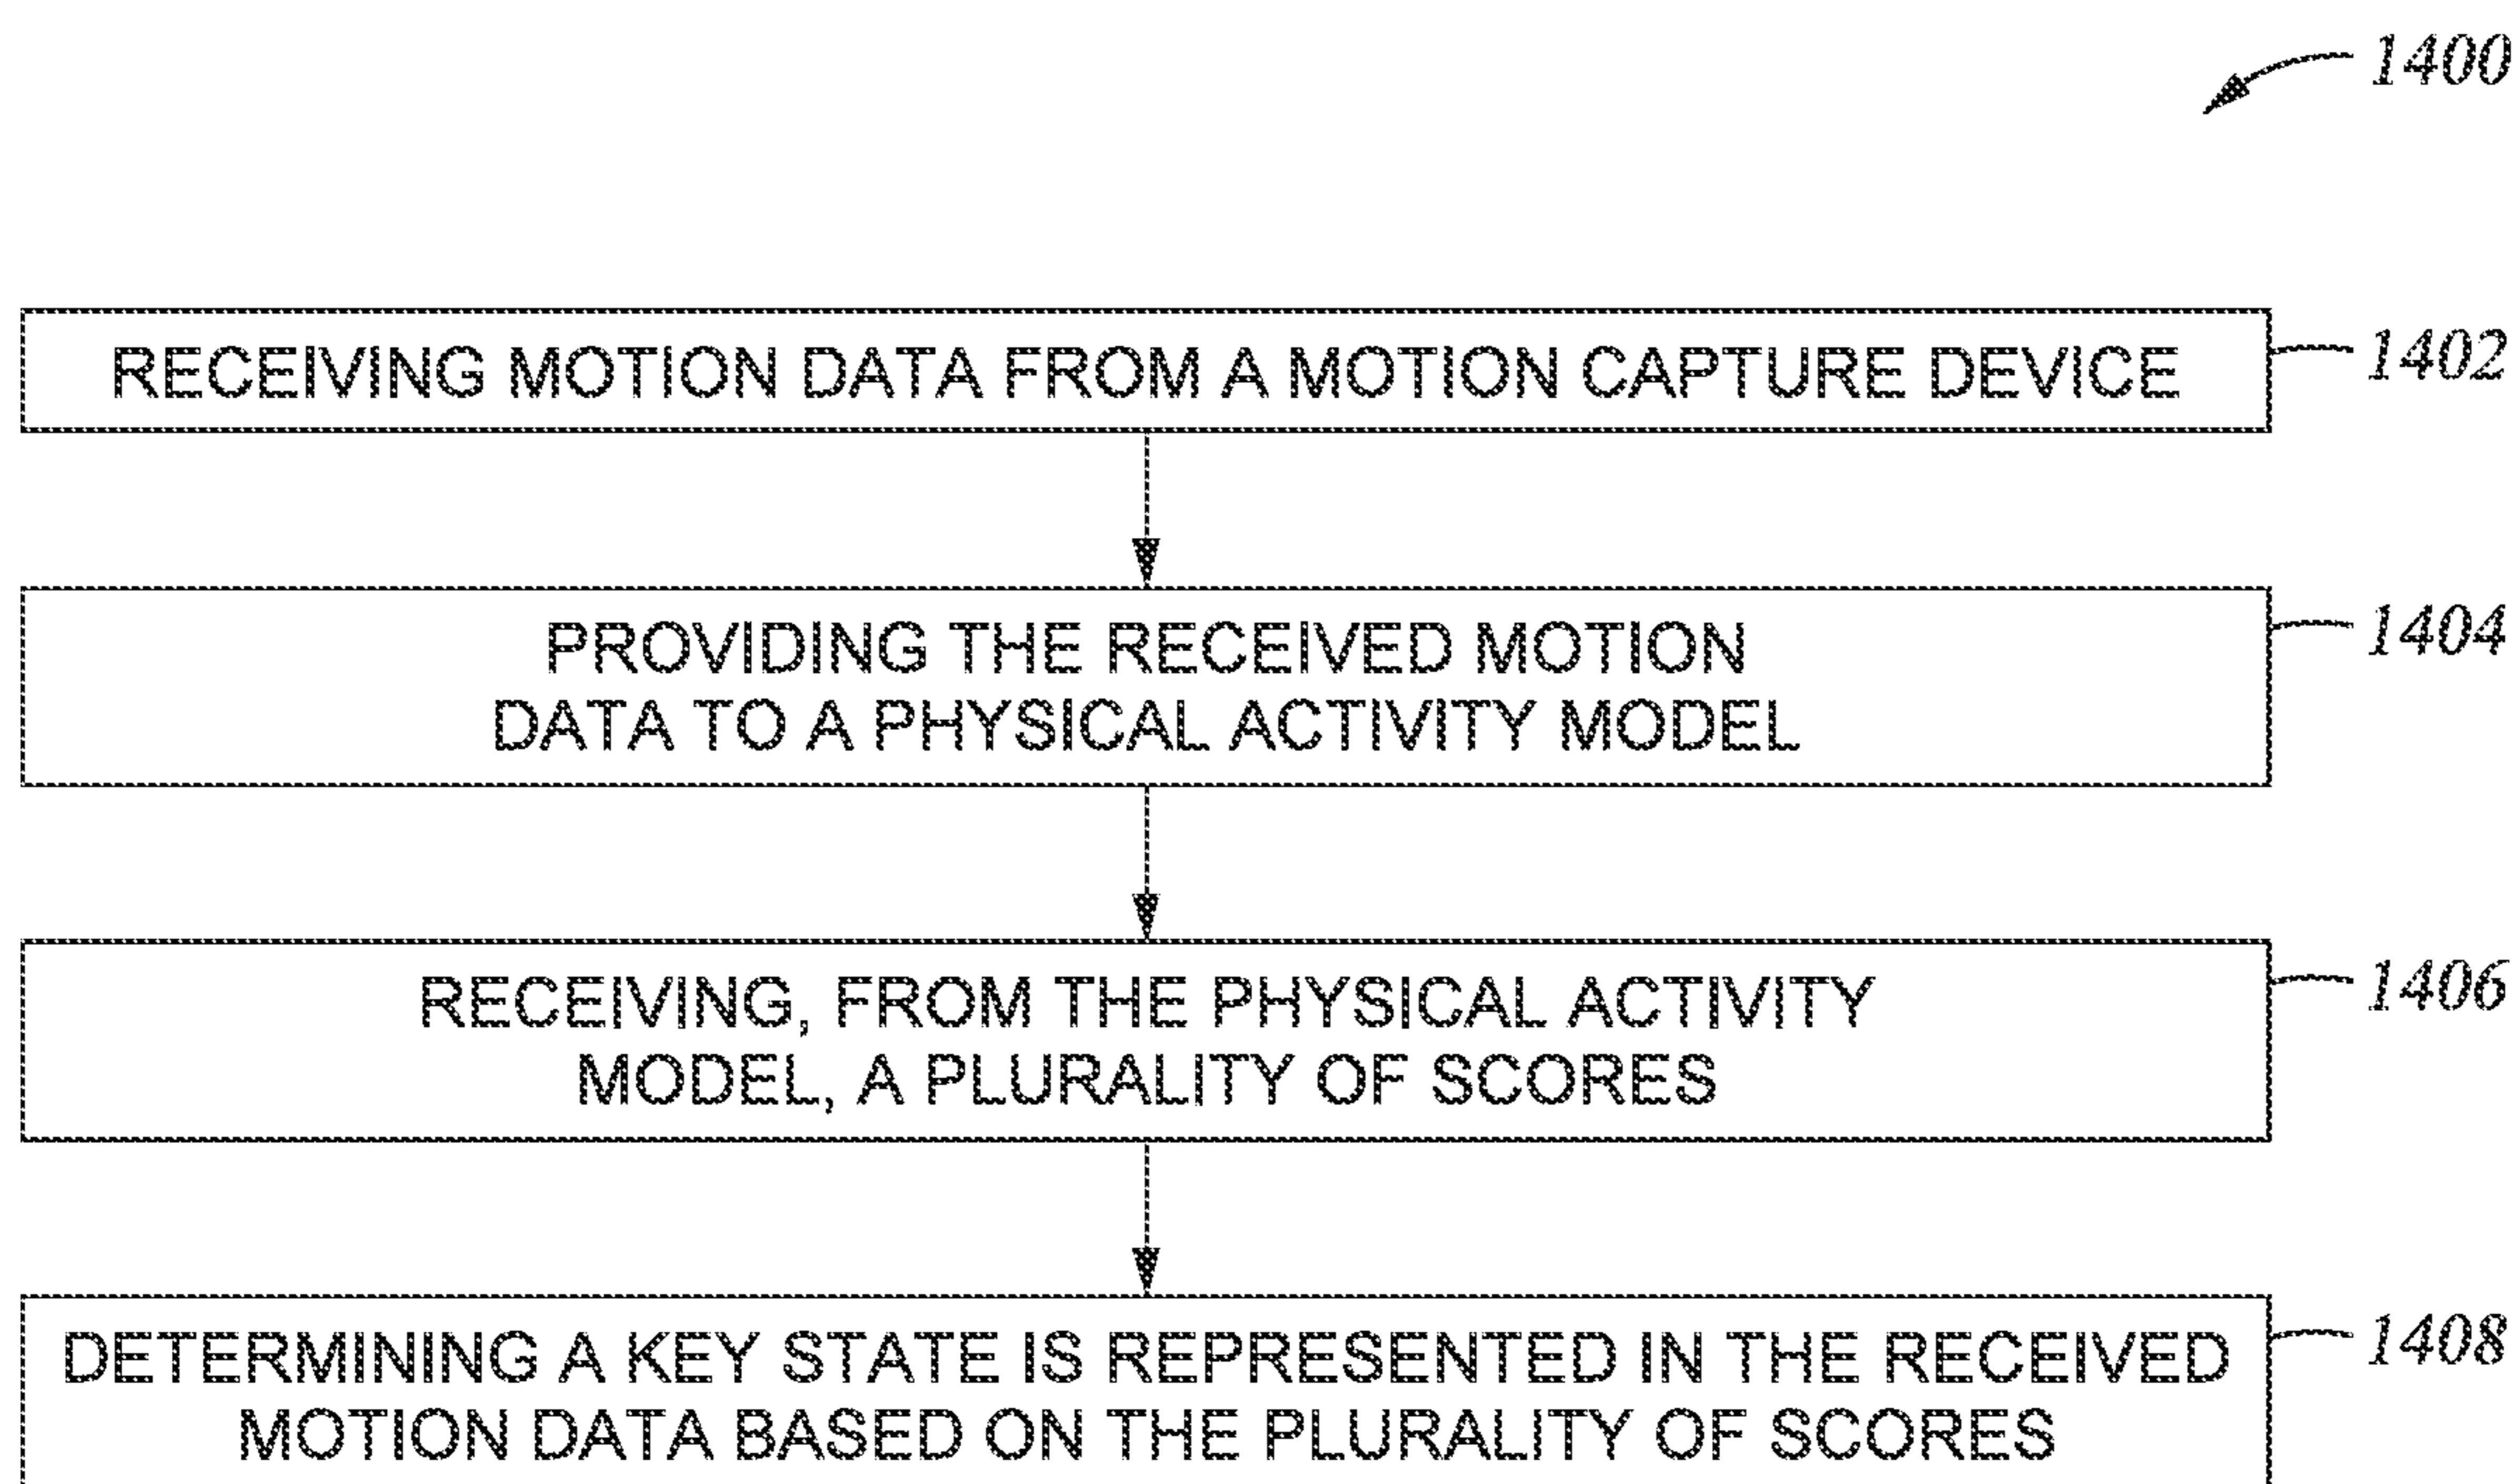 1400
RECEIVING MOTION DATA FROM A MOTION CAPTURE DEVICE
1402
PROVIDING THE RECEIVED MOTION
DATA TO A PHYSICAL ACTIVITY MODEL
1404
RECEIVING, FROM THE PHYSICAL ACTIVITY
MODEL, A PLURALITY OF SCORES
1406
DETERMINING A KEY STATE IS REPRESENTED IN THE RECEIVED
MOTION DATA BASED ON THE PLURALITY OF SCORES
1408